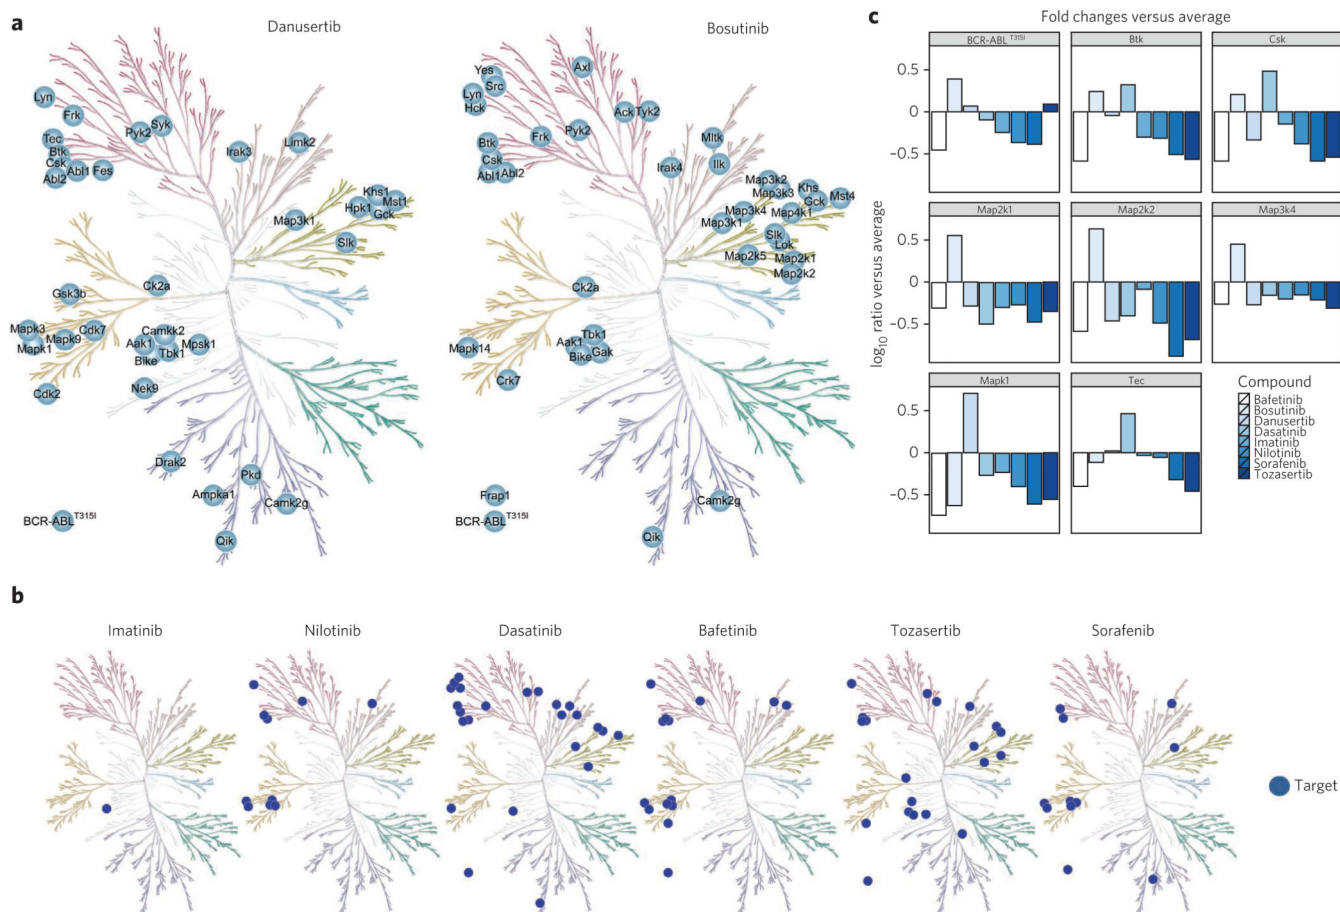 a
Danusertib
Lyn
Frk
Tec
Btk
Csk
Abl1
Abl2
Fes
Pyk2
Syk
Irak3
Limk2
Khs1
Mst1
Hpk1
Gck
Map3k1
Slk
Ck2a
Gsk3b
Mapk3
Mapk1
Mapk9
Cdk7
Cdk2
Camkk2
Aak1
Mpsk1
Bike
Tbk1
Nek9
Drak2
Pkd
Ampka1
Camk2g
Qik
BCR-ABL T315I
Bosutinib
Yes
Src
Lyn
Hck
Axl
Ack
Tyk2
Btk
Frk
Pyk2
Csk
Abl1
Abl2
Mltk
Irak4
Ilk
Map3k2
Map3k3
Khs
Gck
Mst4
Map3k4
Map4k1
Map3k1
Slk
Lok
Map2k5
Map2k1
Map2k2
Ck2a
Tbk1
Aak1
Gak
Bike
Mapk14
Crk7
Frap1
BCR-ABL T315I
Camk2g
Qik
c
Fold changes versus average
BCR-ABL T315I
Btk
Csk
0.5
0
−0.5
Map2k1
Map2k2
Map3k4
0.5
0
−0.5
log10 ratio versus average
Mapk1
Tec
0.5
0
−0.5
Compound
Bafetinib
Bosutinib
Danusertib
Dasatinib
Imatinib
Nilotinib
Sorafenib
Tozasertib
b
Imatinib
Nilotinib
Dasatinib
Bafetinib
Tozasertib
Sorafenib
Target